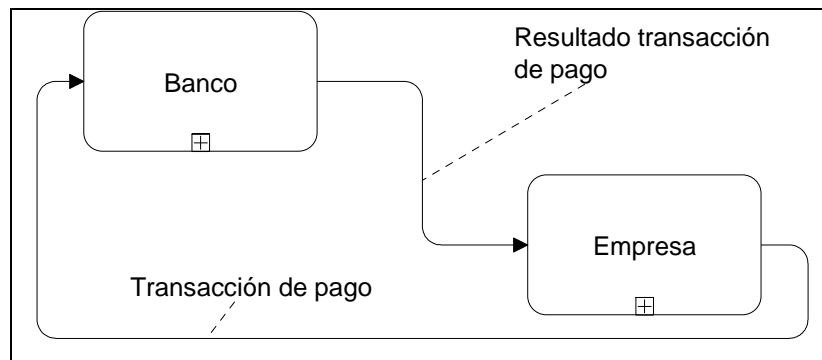 Resultado transacción
de pago
Banco
Empresa
Transacción de pago